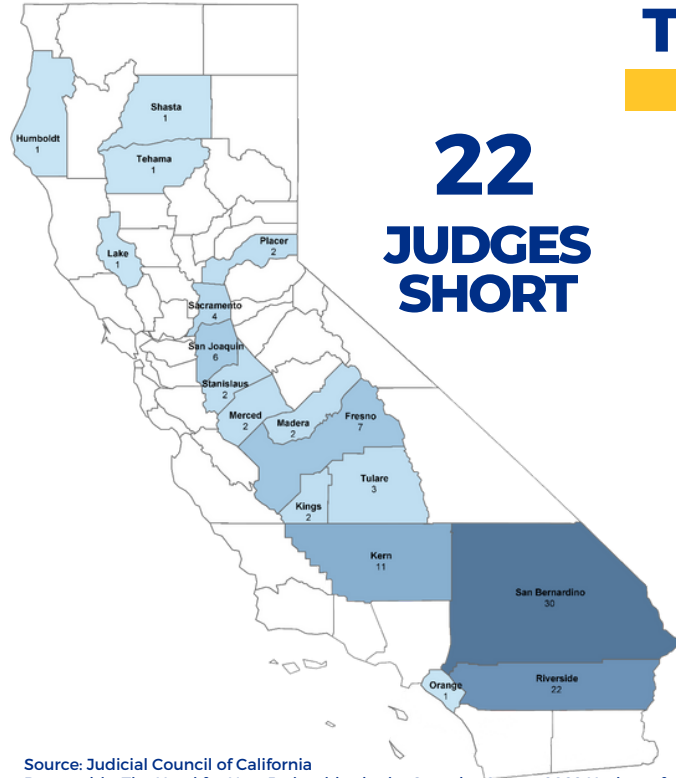 T
22
JUDGES
SHORT
Shasta
1
Humboldt
1
Tehama
1
Placer
2
Lake
1
Sacramento
4
San Joaquin
6
Stanislaus
2
Merced
2
Madera
2
Fresno
7
Tulare
3
Kings
2
Kern
11
San Bernardino
30
Riverside
22
Orange
1
Source: Judicial Council of California